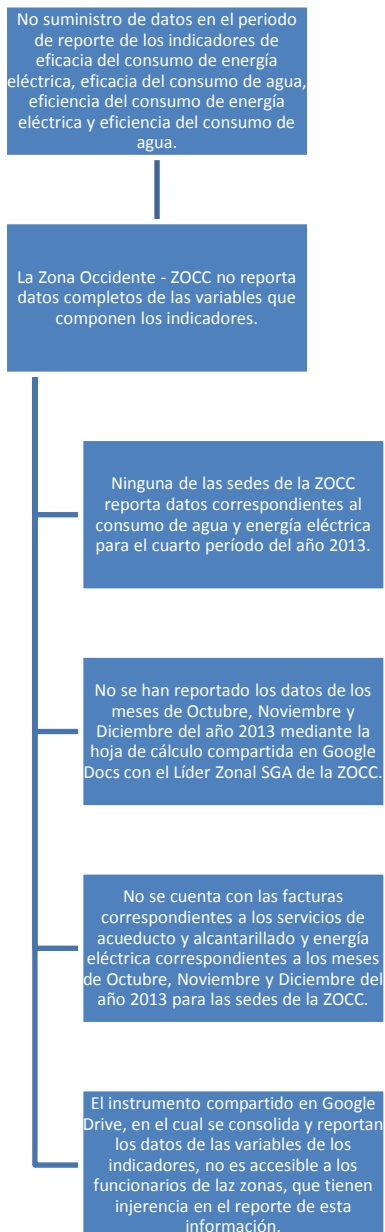 No suministro de datos en el periodo
de reporte de los indicadores de
eficacia del consumo de energía
eléctrica, eficacia del consumo de agua,
eficiencia del consumo de energía
eléctrica y eficiencia del consumo de
agua.
La Zona Occidente - ZOCC no reporta
datos completos de las variables que
componen los indicadores.
Ninguna de las sedes de la ZOCC
reporta datos correspondientes al
consumo de agua y energía eléctrica
para el cuarto período del año 2013.
No se han reportado los datos de los
meses de Octubre, Noviembre y
Diciembre del año 2013 mediante la
hoja de cálculo compartida en Google
Docs con el Líder Zonal SGA de la ZOCC.
No se cuenta con las facturas
correspondientes a los servicios de
acueducto y alcantarillado y energía
eléctrica correspondientes a los meses
de Octubre, Noviembre y Diciembre del
año 2013 para las sedes de la ZOCC.
El instrumento compartido en Google
Drive, en el cual se consolida y reportan
los datos de las variables de los
indicadores, no es accesible a los
funcionarios de laz zonas, que tienen
injerencia en el reporte de esta
información.